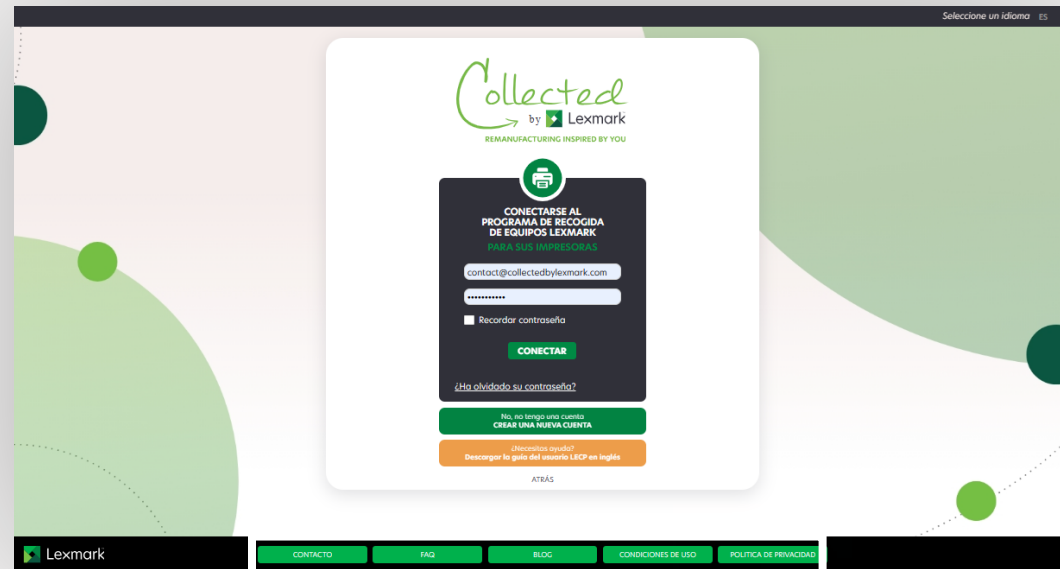 Seleccione un idioma ES
Collected
by Lexmark
REMANUFACTURING INSPIRED BY YOU
CONECTARSE AL
PROGRAMA DE RECOGIDA
DE EQUIPOS LEXMARK
PARA SUS IMPRESORAS
contact@collectedbylexmark.com
•••••••••••
Recordar contraseña
CONECTAR
¿Ha olvidado su contraseña?
No, no tengo una cuenta
CREAR UNA NUEVA CUENTA
¿Necesitas ayuda?
Descargar la guía del usuario LECP en inglés
ATRÁS
Lexmark
CONTACTO FAQ BLOG CONDICIONES DE USO POLITICA DE PRIVACIDAD